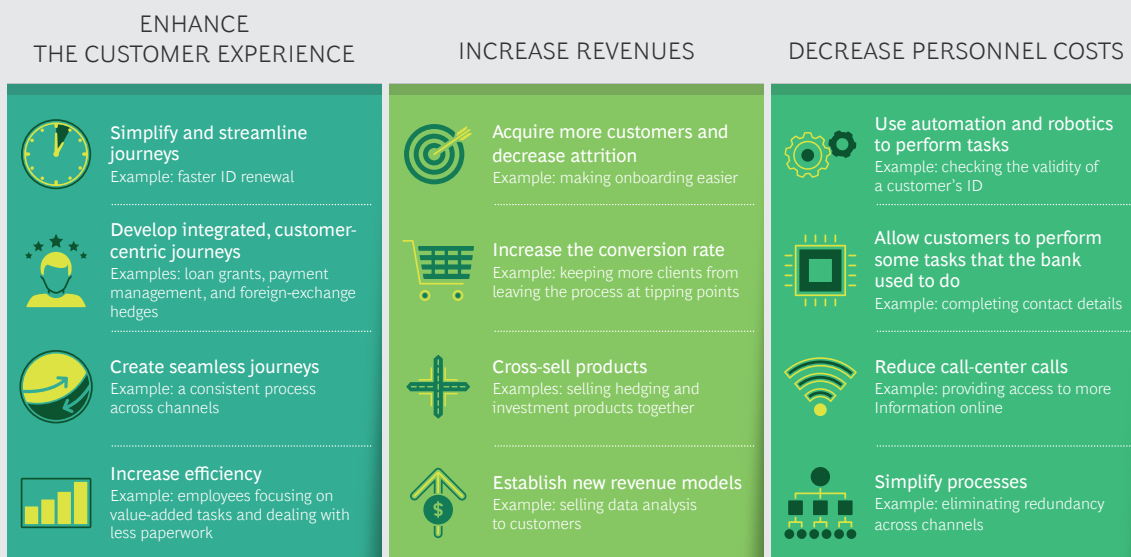 ENHANCE
THE CUSTOMER EXPERIENCE
Simplify and streamline
journeys
Example: faster ID renewal
Develop integrated, customer-
centric journeys
Examples: loan grants, payment
management, and foreign-exchange
hedges
Create seamless journeys
Example: a consistent process
across channels
Increase efficiency
Example: employees focusing on
value-added tasks and dealing with
less paperwork
INCREASE REVENUES
Acquire more customers and
decrease attrition
Example: making onboarding easier
Increase the conversion rate
Example: keeping more clients from
leaving the process at tipping points
Cross-sell products
Examples: selling hedging and
investment products together
$
Establish new revenue models
Example: selling data analysis
to customers
DECREASE PERSONNEL COSTS
Use automation and robotics
to perform tasks
Example: checking the validity of
a customer's ID
Allow customers to perform
some tasks that the bank
used to do
Example: completing contact details
Reduce call-center calls
Example: providing access to more
Information online
Simplify processes
Example: eliminating redundancy
across channels